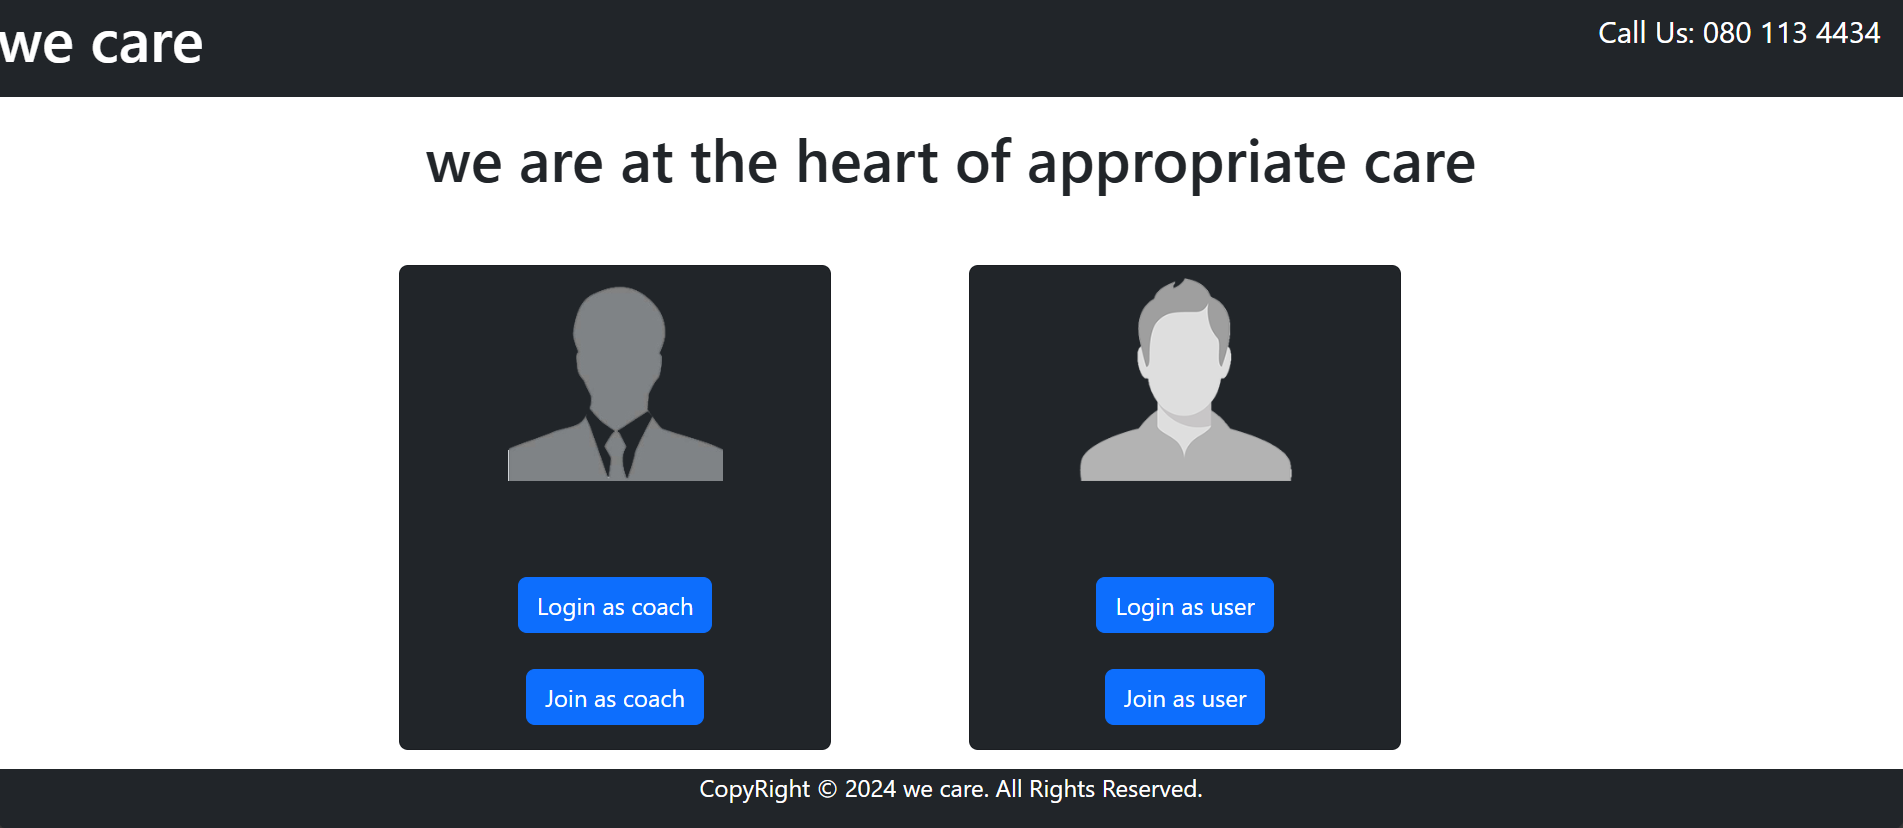 we care
Call Us: 080 113 4434
we are at the heart of appropriate care
Login as coach
Join as coach
Login as user
Join as user
CopyRight © 2024 we care. All Rights Reserved.